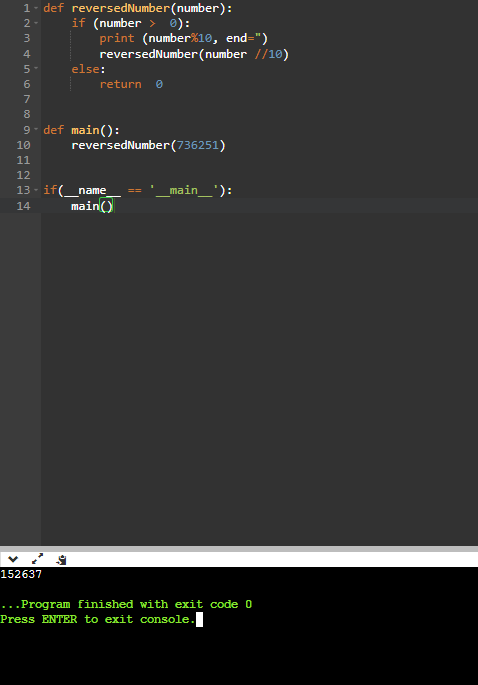 1 def reversedNumber(number):
2 if (number > 0):
3 print (number%10, end='')
4 reversedNumber(number //10)
5 else:
6 return 0
7
8
9 def main():
10 reversedNumber(736251)
11
12
13 if(__name__ == '__main__'):
14 main()
152637
...Program finished with exit code 0
Press ENTER to exit console.